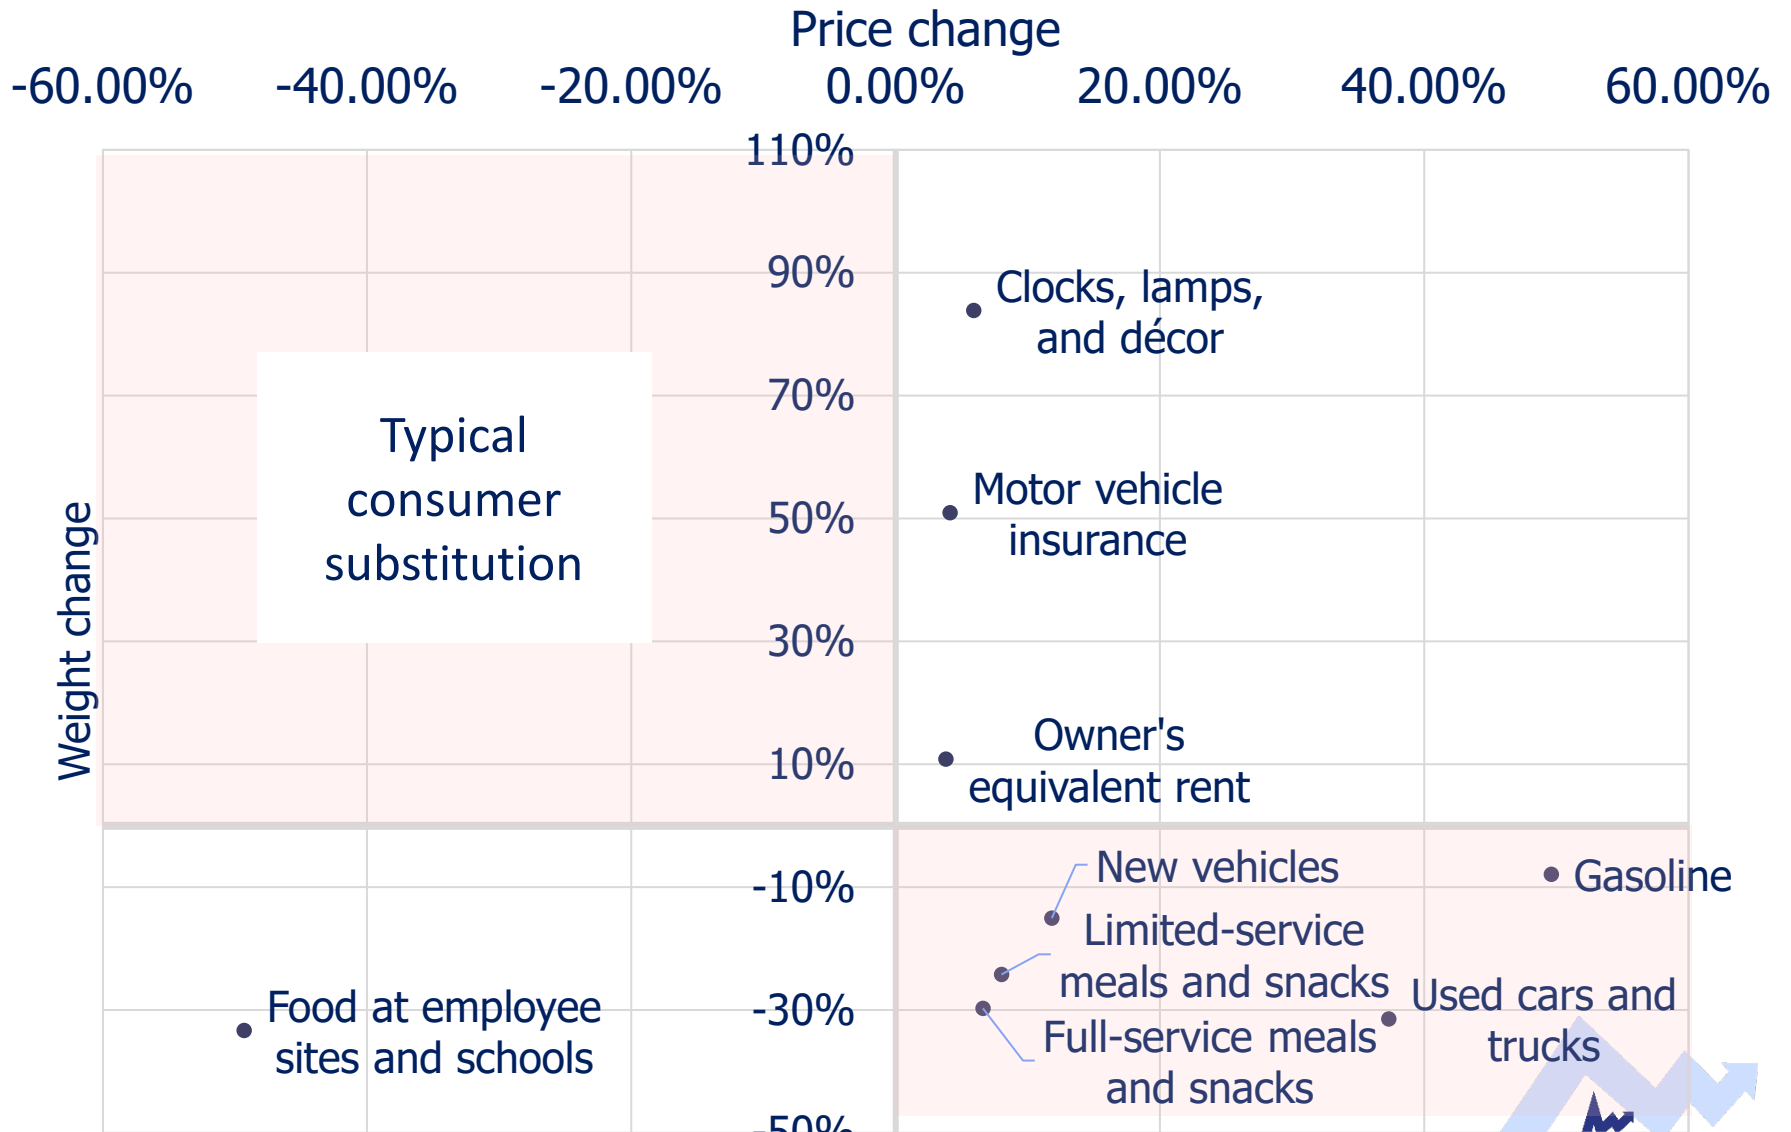 Price change
-60.00% -40.00% -20.00% 0.00% 20.00% 40.00% 60.00%
110%
90%
70%
50%
30%
10%
-10%
-30%
-50%
Weight change
Typical
consumer
substitution
Clocks, lamps,
and décor
Motor vehicle
insurance
Owner's
equivalent rent
New vehicles
Gasoline
Limited-service
meals and snacks
Used cars and
trucks
Full-service meals
and snacks
Food at employee
sites and schools